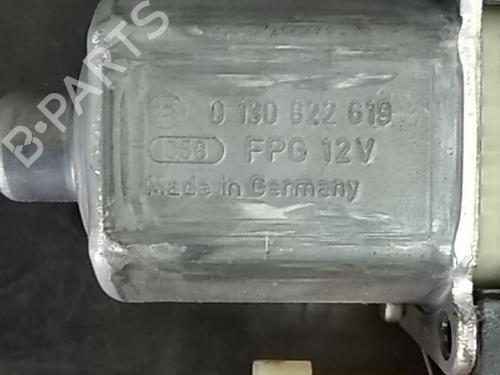 B-PARTS
0 130 822 619
058 FPG 12V
Made in Germany